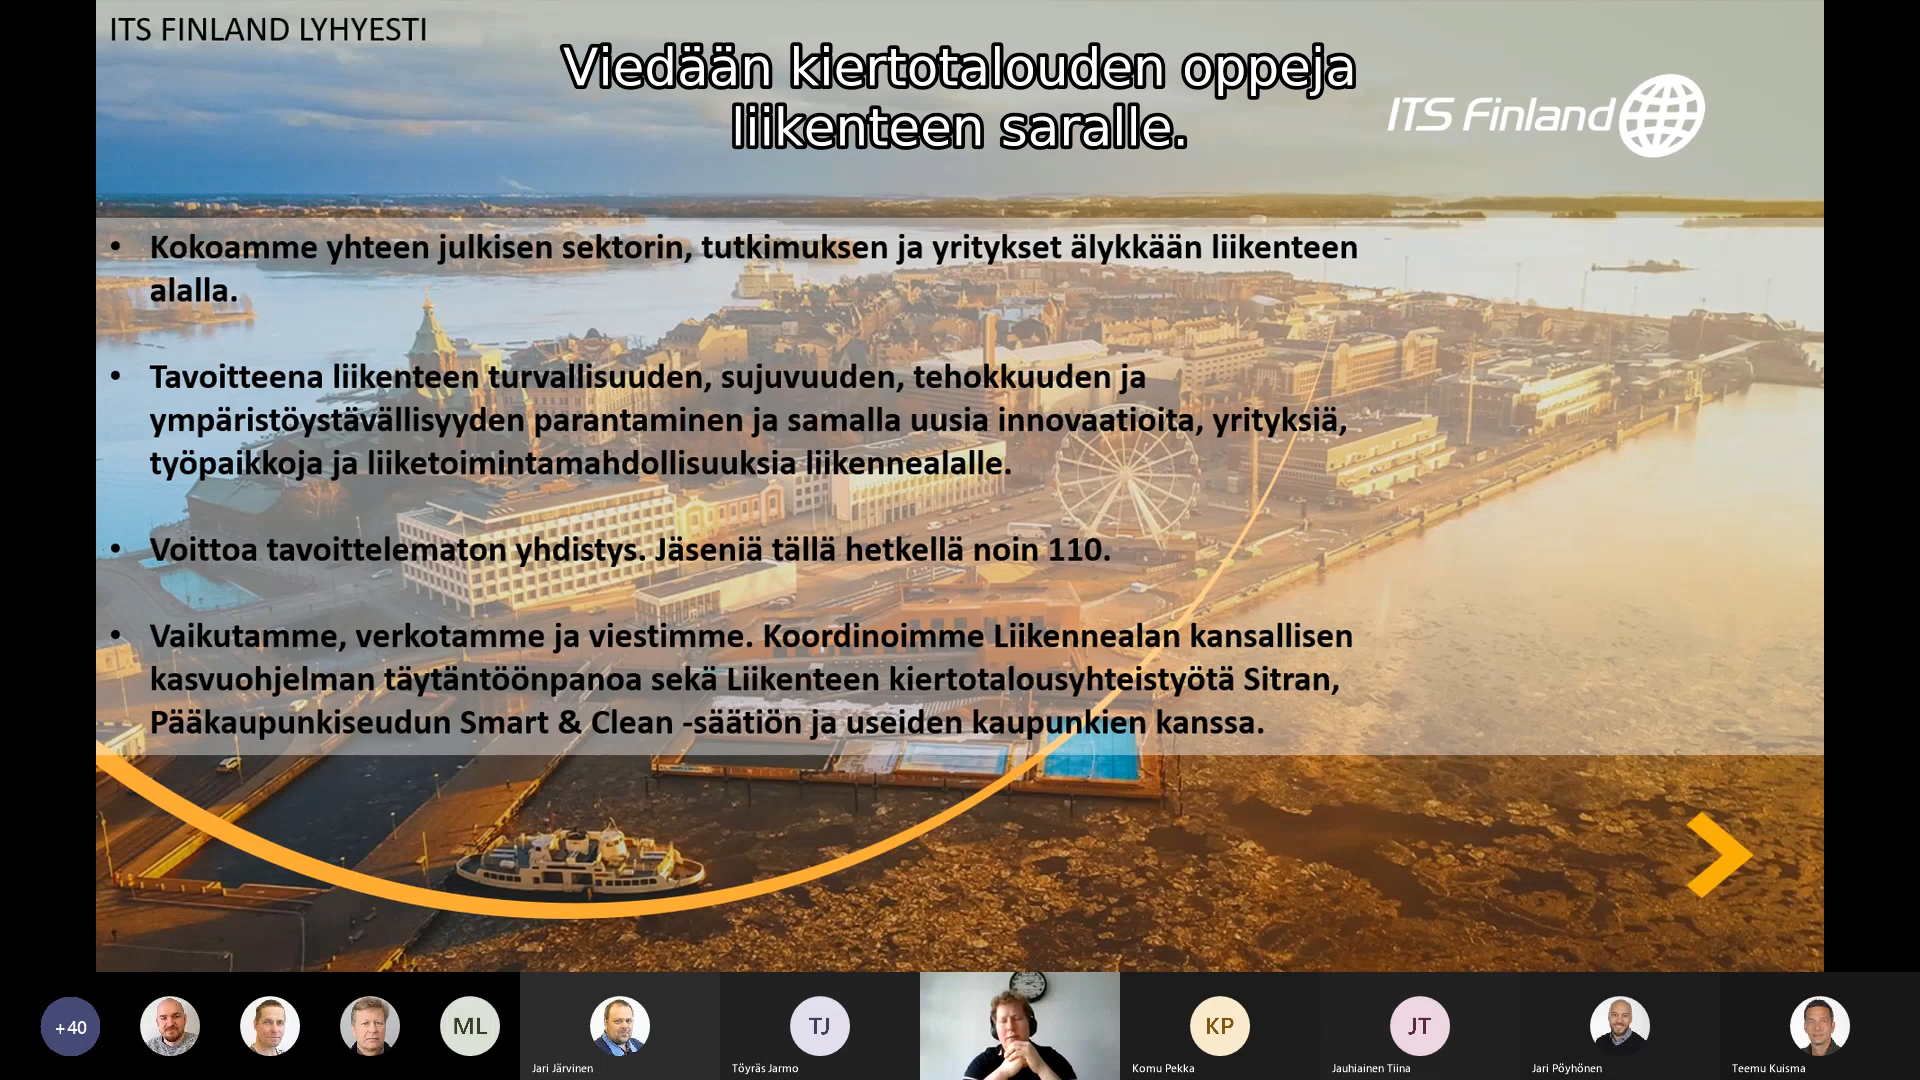 ITS FINLAND LYHYESTI
Viedään kiertotalouden oppeja
liikenteen saralle.
ITS Finland
• Kokoamme yhteen julkisen sektorin, tutkimuksen ja yritykset älykkään liikenteen
alalla.
• Tavoitteena liikenteen turvallisuuden, sujuvuuden, tehokkuuden ja
ympäristöystävällisyyden parantaminen ja samalla uusia innovaatioita, yrityksiä,
työpaikkoja ja liiketoimintamahdollisuuksia liikennealalle.
• Voittoa tavoittelematon yhdistys. Jäseniä tällä hetkellä noin 110.
• Vaikutamme, verkotamme ja viestimme. Koordinoimme Liikennealan kansallisen
kasvuohjelman täytäntöönpanoa sekä Liikenteen kiertotalousyhteistyötä Sitran,
Pääkaupunkiseudun Smart & Clean -säätiön ja useiden kaupunkien kanssa.
+40
ML
TJ
KP
JT
Jari Järvinen
Töyräs Jarmo
Komu Pekka
Jauhiainen Tiina
Jari Pöyhönen
Teemu Kuisma